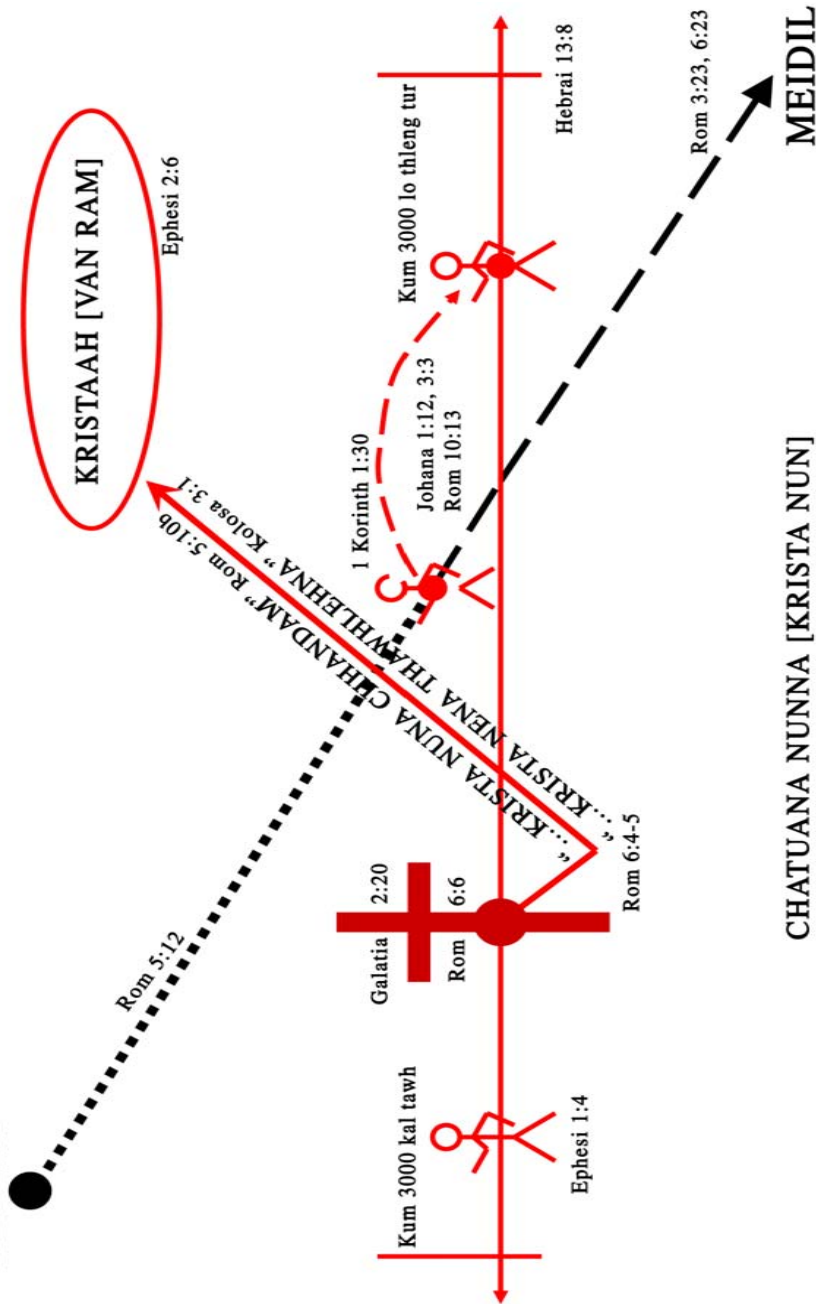 KRISTAAH [VAN RAM]
Ephesi 2:6
Rom 5:12
"...KRISTA NUNA CHHANDAM" Rom 5:10b
"...KRISTA NENA THAWHLEHNA" Kolosa 3:1
1 Korinth 1:30
Johana 1:12, 3:3
Rom 10:13
Kum 3000 kal tawh
Galatia 2:20
Rom 6:6
Kum 3000 lo thleng tur
Ephesi 1:4
Rom 6:4-5
Hebrai 13:8
Rom 3:23, 6:23
MEIDIL
CHATUANA NUNNA [KRISTA NUN]